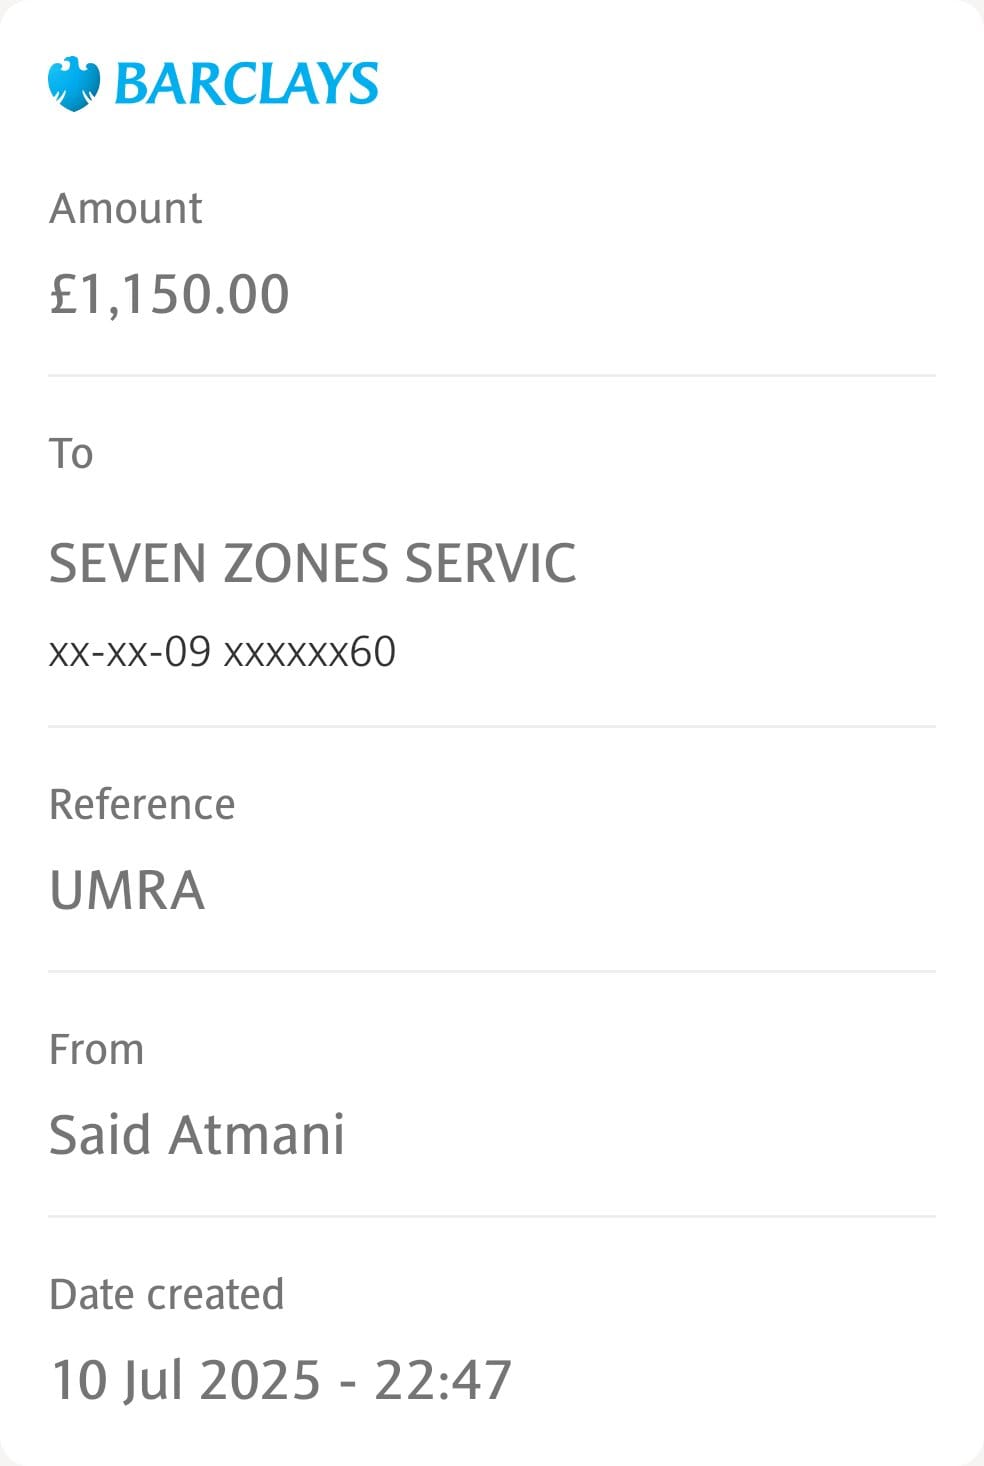 BARCLAYS
Amount
£1,150.00
To
SEVEN ZONES SERVIC
xx-xx-09 xxxxxx60
Reference
UMRA
From
Said Atmani
Date created
10 Jul 2025 - 22:47